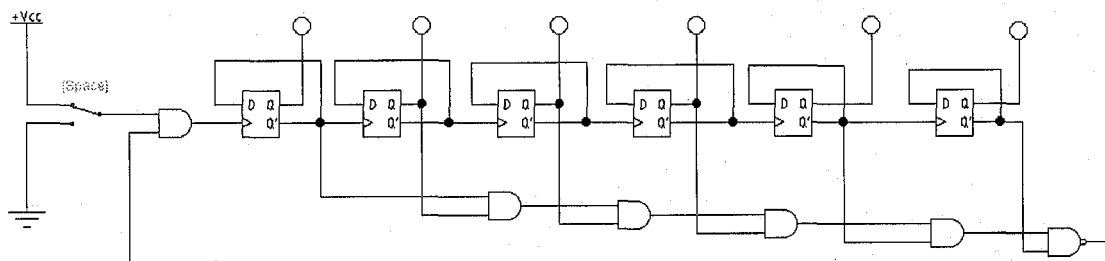 +Vcc
[Space]
D Q D Q D Q D Q D Q D Q
Q' Q' Q' Q' Q' Q'